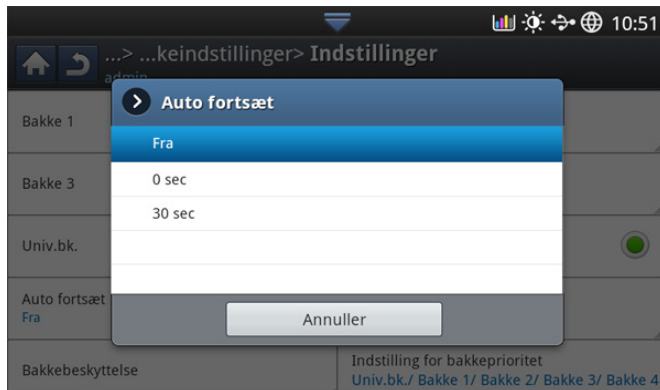 10:51
...> ...keindstillinger> Indstillinger
admin
Auto fortsæt
Bakke 1
Fra
Bakke 3
0 sec
30 sec
Univ.bk.
Auto fortsæt
Fra
Annuller
Bakkebeskyttelse
Indstilling for bakkeprioritet
Univ.bk./ Bakke 1/ Bakke 2/ Bakke 3/ Bakke 4